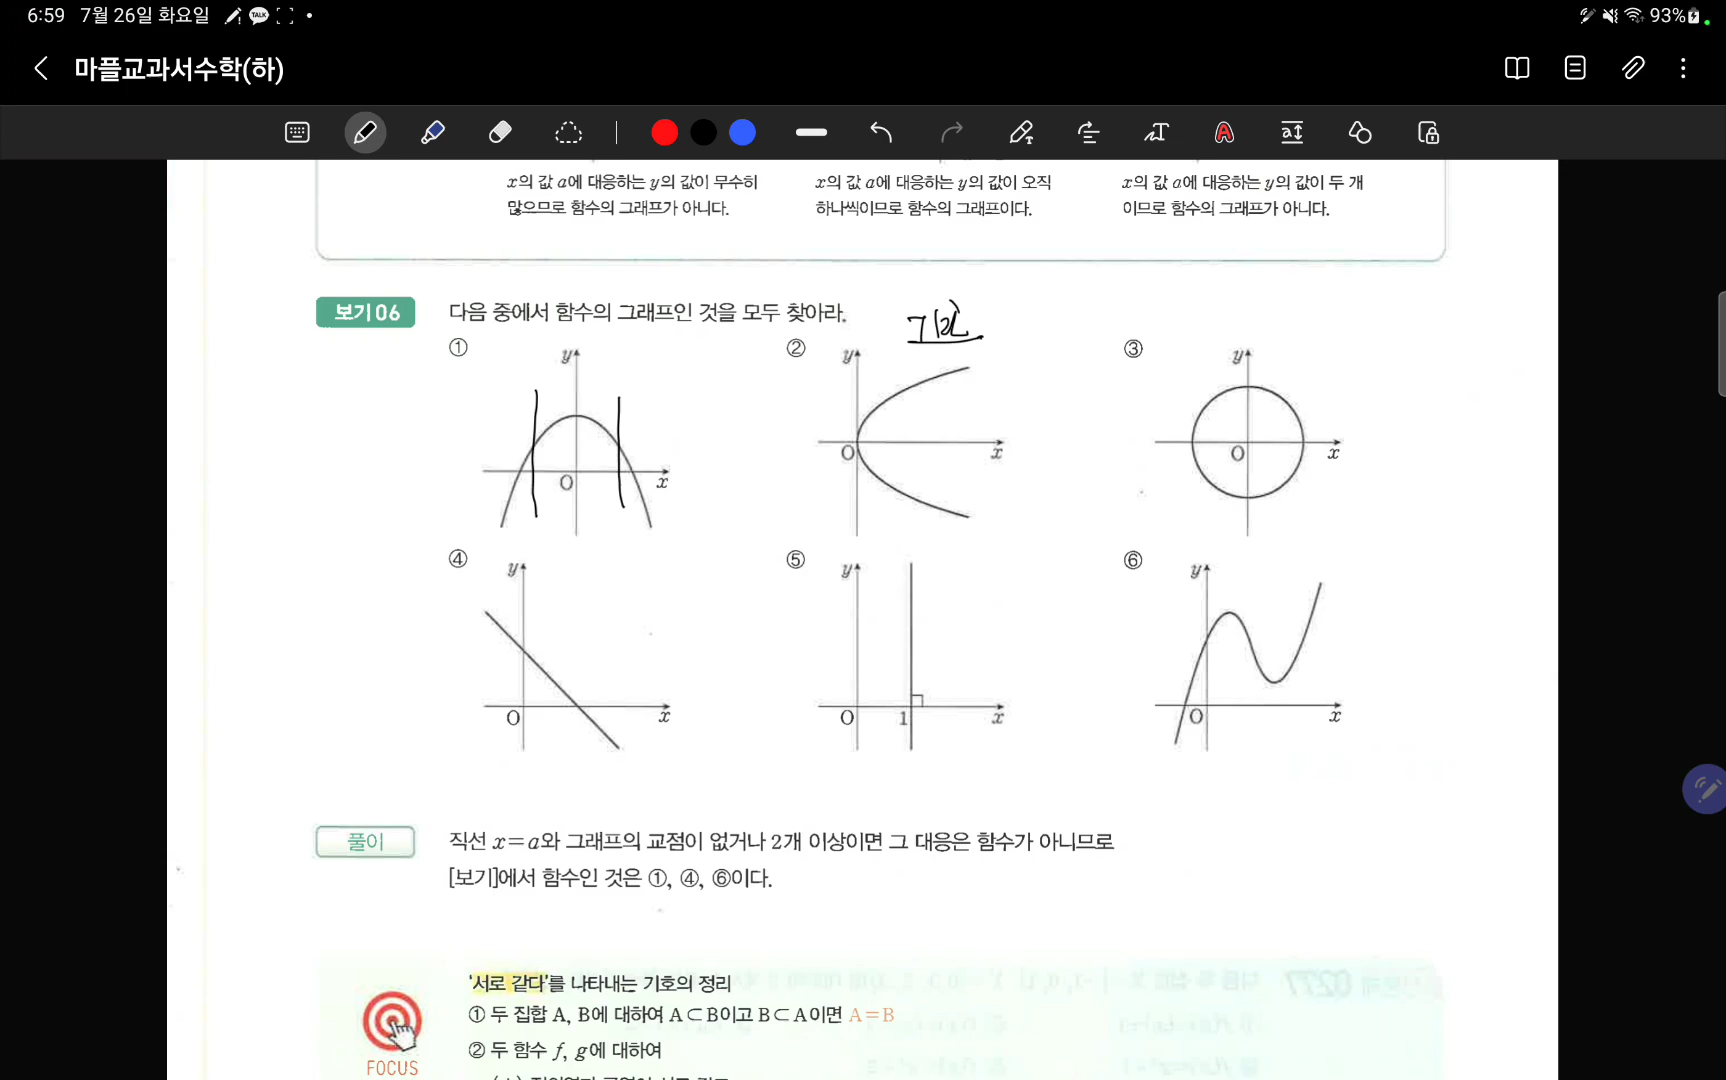 6:59 7월 26일 화요일 TALK 93%
마플교과서수학(하)
x의 값 a에 대응하는 y의 값이 무수히
많으므로 함수의 그래프가 아니다.
x의 값 a에 대응하는 y의 값이 오직
하나씩이므로 함수의 그래프이다.
x의 값 a에 대응하는 y의 값이 두 개
이므로 함수의 그래프가 아니다.
보기 06 다음 중에서 함수의 그래프인 것을 모두 찾아라.
① y O x
② y O x
③ y O x
④ y O x
⑤ y O 1 x
⑥ y O x
풀이 직선 x=a와 그래프의 교점이 없거나 2개 이상이면 그 대응은 함수가 아니므로
[보기]에서 함수인 것은 ①, ④, ⑥이다.
'서로 같다'를 나타내는 기호의 정리
① 두 집합 A, B에 대하여 A⊂B이고 B⊂A이면 A=B
② 두 함수 f, g에 대하여
FOCUS